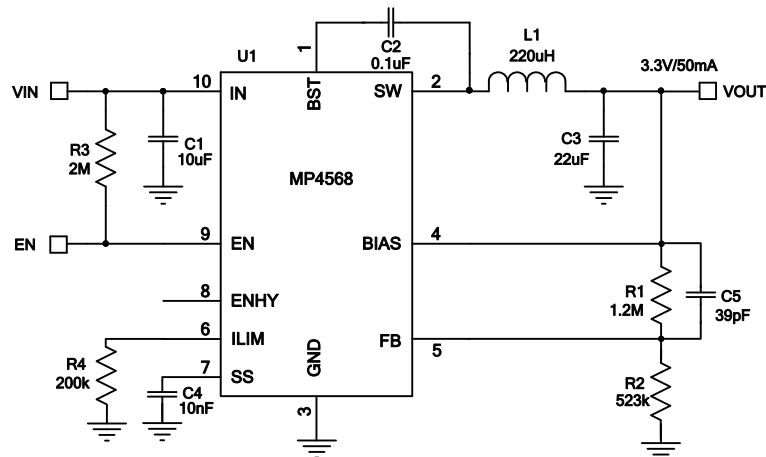 U1
1
BST
C2
0.1uF
L1
220uH
3.3V/50mA
VIN
10
IN
SW
2
VOUT
R3
2M
C1
10uF
MP4568
C3
22uF
EN
9
EN
BIAS
4
8
ENHY
R1
1.2M
C5
39pF
6
ILIM
FB
5
R4
200k
7
SS
C4
10nF
GND
3
R2
523k